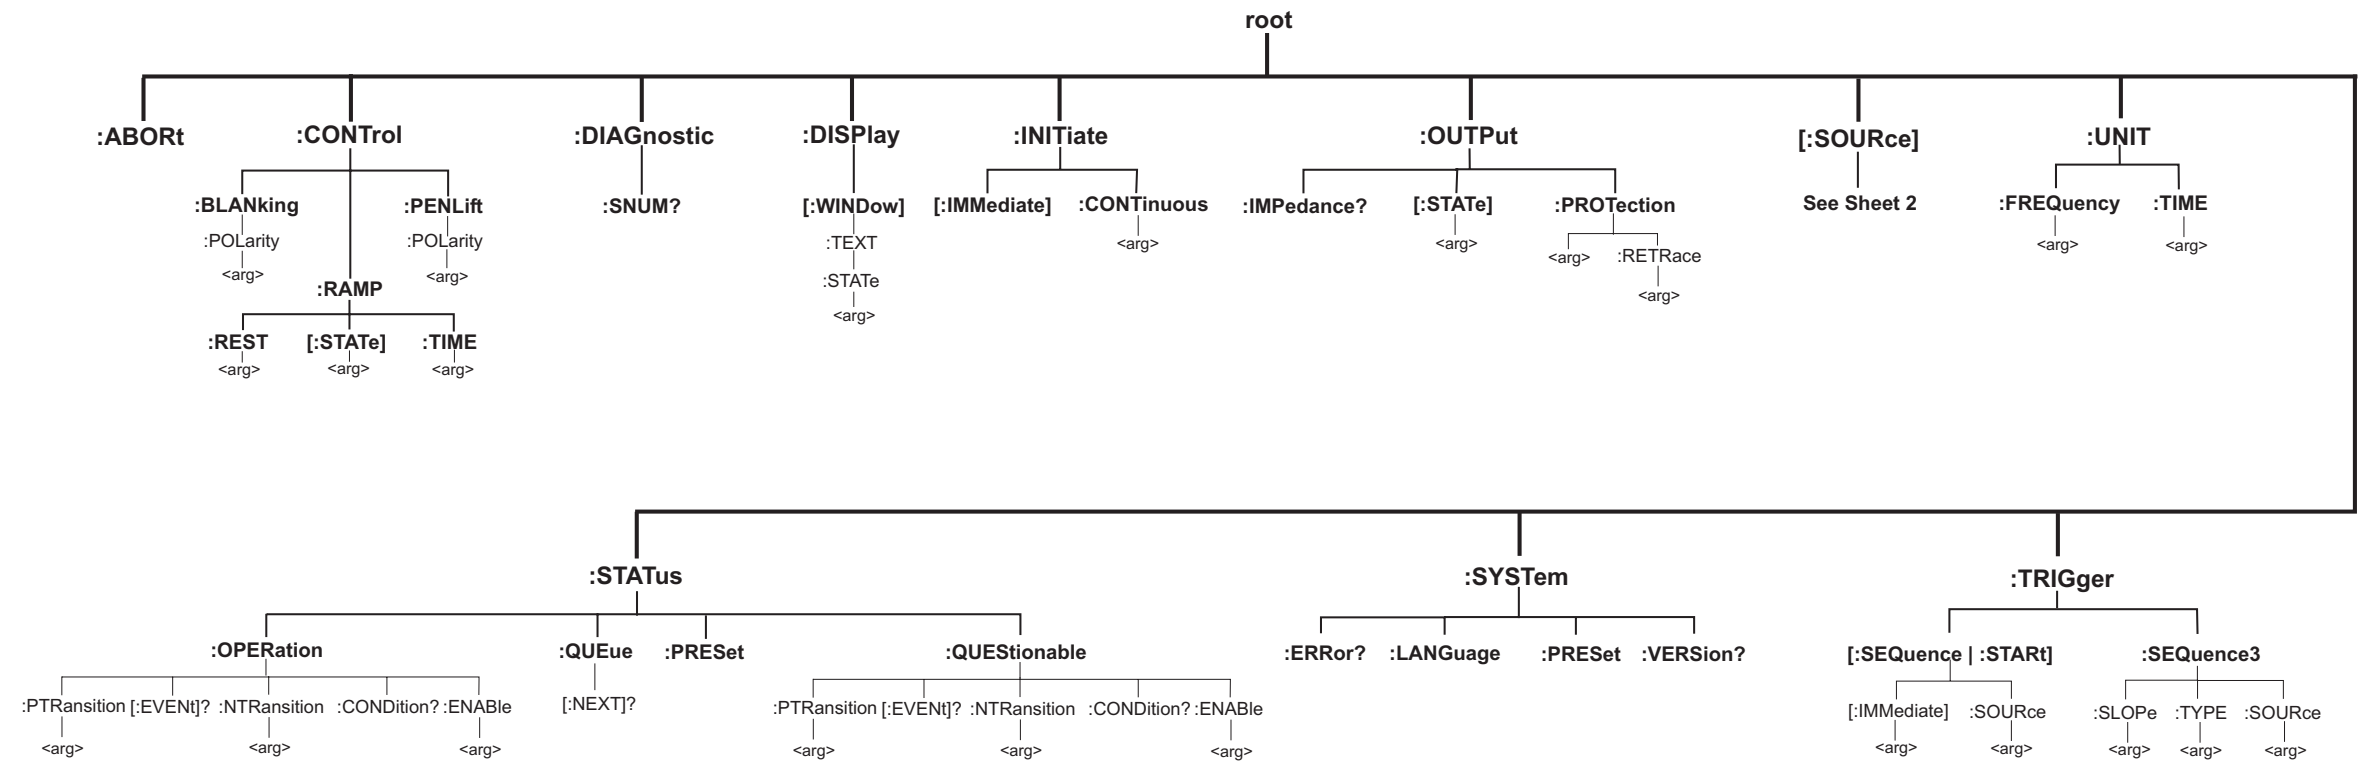 root
:ABORt :CONTrol :DIAGnostic :DISPlay :INITiate :OUTPut [:SOURce] :UNIT
:BLANking :PENLift :SNUM? [:WINDow] [:IMMediate] :CONTinuous :IMPedance? [:STATe] :PROTection See Sheet 2 :FREQuency :TIME
:POLarity :POLarity :TEXT <arg> <arg> <arg> :RETRace <arg> <arg>
<arg> <arg> :STATe <arg>
:RAMP <arg>
:REST [:STATe] :TIME
<arg> <arg> <arg>
:STATus :SYSTem :TRIGger
:OPERation :QUEue :PRESet :QUEStionable :ERRor? :LANGuage :PRESet :VERSion? [:SEQuence | :STARt] :SEQuence3
:PTRansition [:EVENt]? :NTRansition :CONDition? :ENABle [:NEXT]? :PTRansition [:EVENt]? :NTRansition :CONDition? :ENABle [:IMMediate] :SOURce :SLOPe :TYPE :SOURce
<arg> <arg> <arg> <arg> <arg> <arg> <arg> <arg> <arg> <arg> <arg>